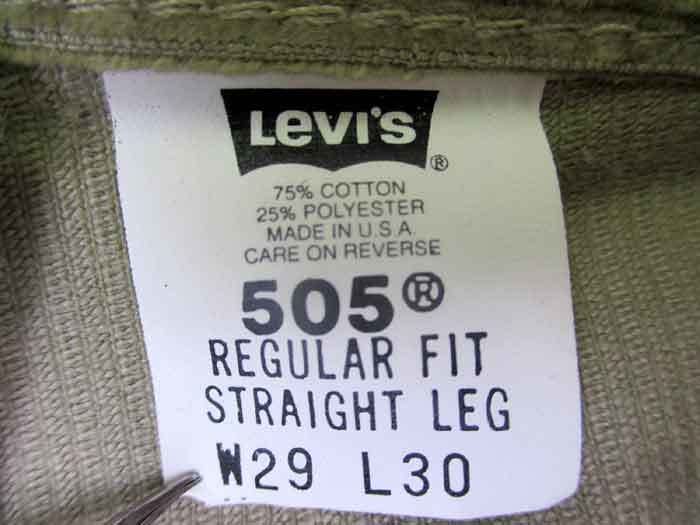 Levi's®
75% COTTON
25% POLYESTER
MADE IN U.S.A.
CARE ON REVERSE
505®
REGULAR FIT
STRAIGHT LEG
W29 L30